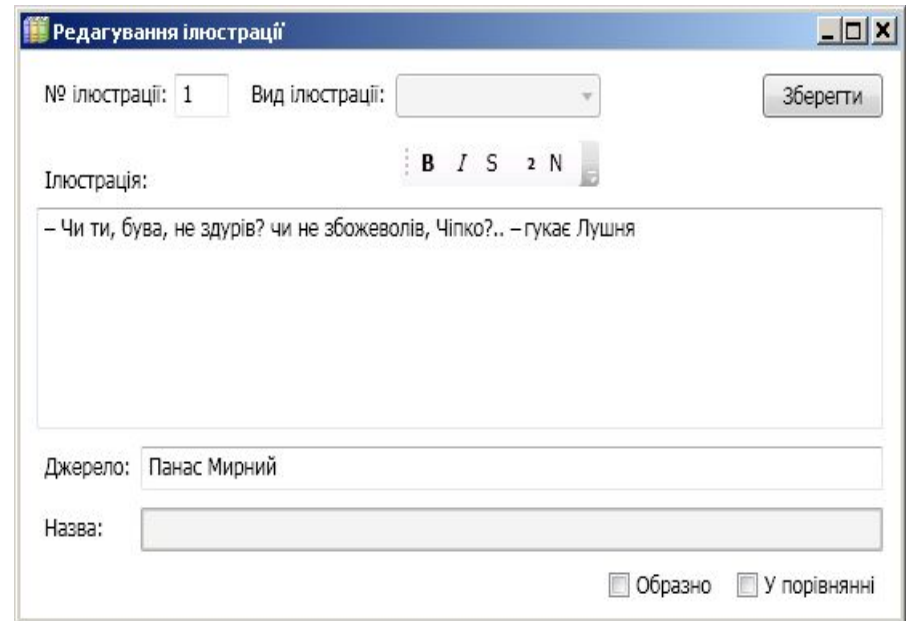 Редагування ілюстрації
№ ілюстрації: 1 Вид ілюстрації: Зберегти
B I S 2 N
Ілюстрація:
– Чи ти, бува, не здурів? чи не збожеволів, Чіпко?.. – гукає Лушня
Джерело: Панас Мирний
Назва:
Образно У порівнянні